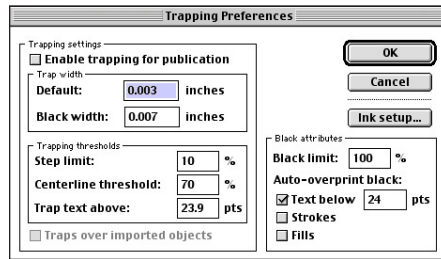 Trapping Preferences
Trapping settings
Enable trapping for publication
Trap width
Default: 0.003 inches
Black width: 0.007 inches
Trapping thresholds
Step limit: 10 %
Centerline threshold: 70 %
Trap text above: 23.9 pts
Traps over imported objects
OK
Cancel
Ink setup...
Black attributes
Black limit: 100 %
Auto-overprint black:
Text below 24 pts
Strokes
Fills